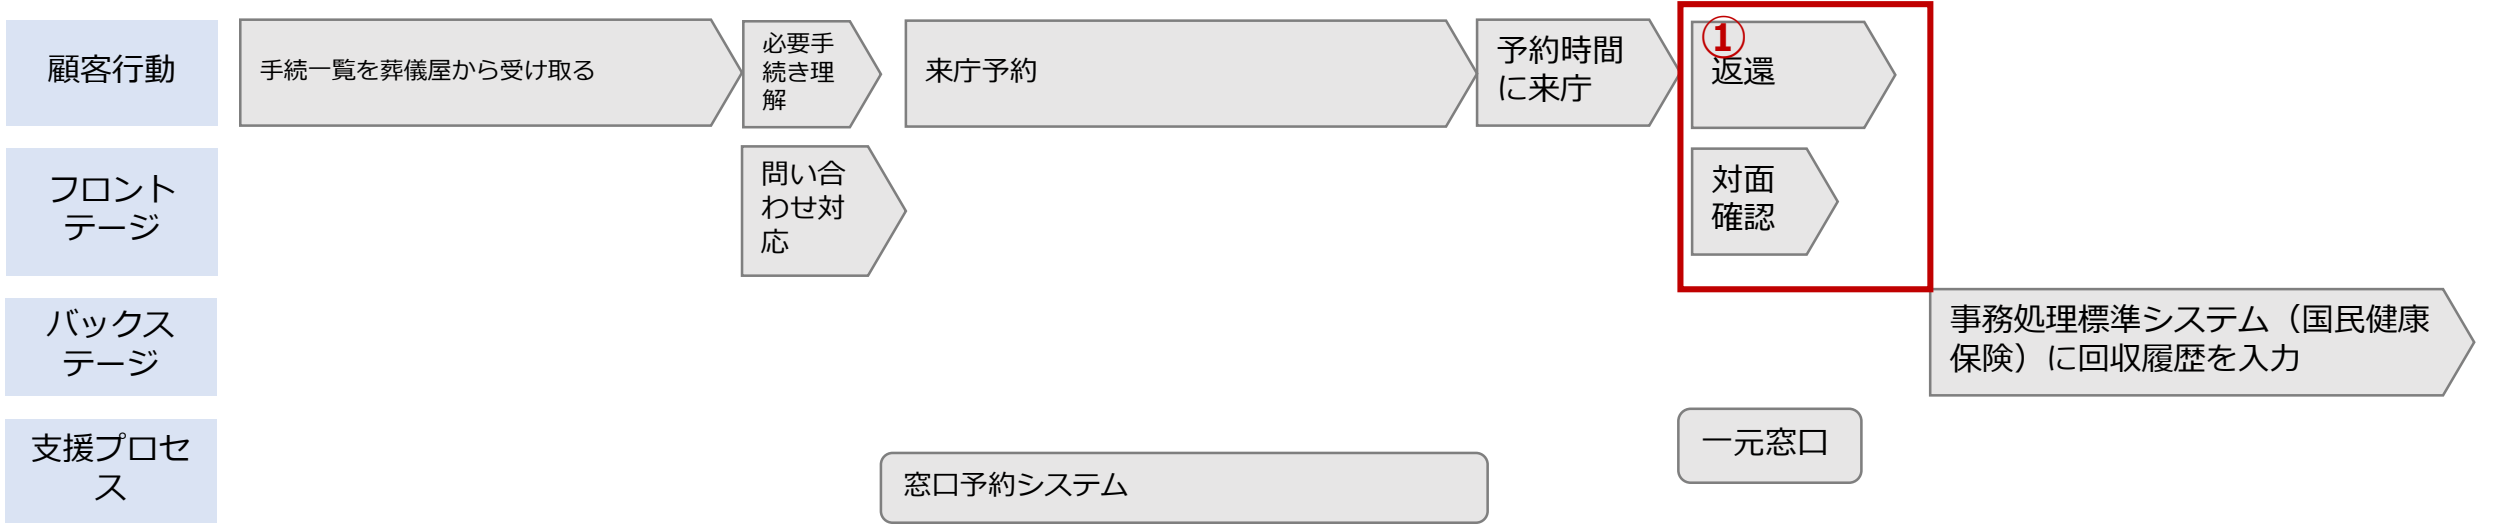 顧客行動
手続一覧を葬儀屋から受け取る
必要手
続き理
解
来庁予約
予約時間
に来庁
①
返還
フロント
テージ
問い合
わせ対
応
対面
確認
バックス
テージ
事務処理標準システム（国民健康
保険）に回収履歴を入力
支援プロセ
ス
窓口予約システム
一元窓口